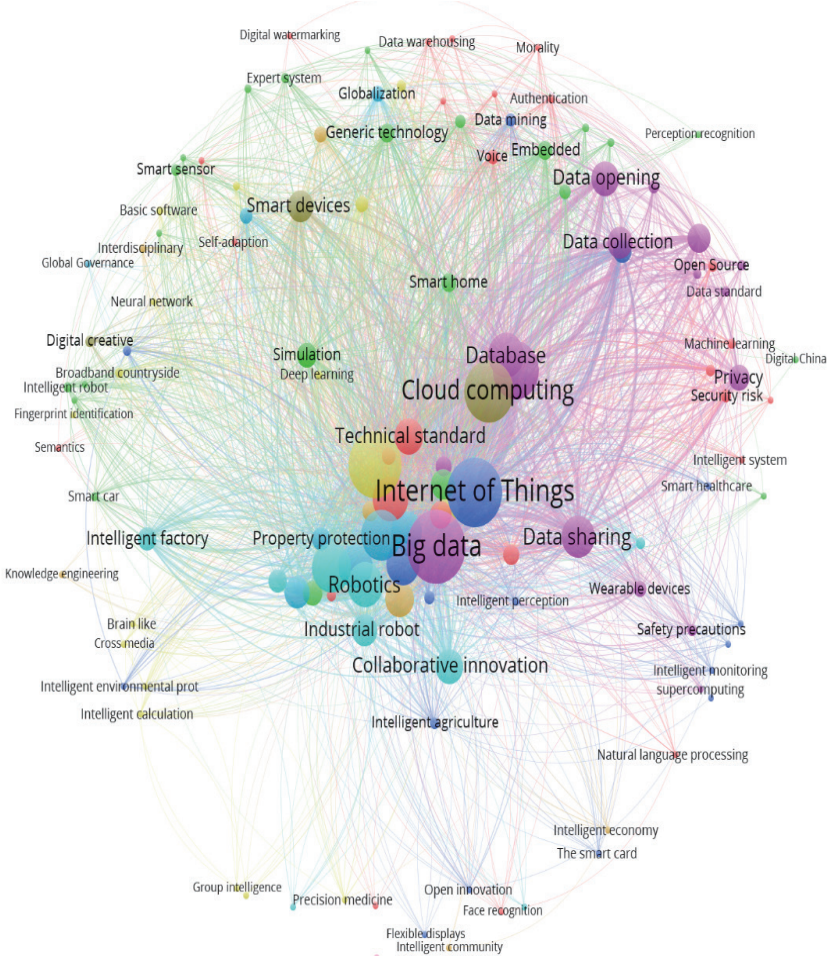 Digital watermarking
Data warehousing
Morality
Expert system
Globalization
Authentication
Generic technology
Data mining
Perception recognition
Voice
Embedded
Smart sensor
Data opening
Basic software
Smart devices
Interdisciplinary
Self-adaption
Data collection
Global Governance
Open Source
Smart home
Data standard
Neural network
Digital creative
Simulation
Database
Machine learning
Digital China
Broadband countryside
Deep learning
Privacy
Intelligent robot
Cloud computing
Security risk
Fingerprint identification
Technical standard
Semantics
Intelligent system
Smart car
Internet of Things
Smart healthcare
Intelligent factory
Property protection
Big data
Data sharing
Knowledge engineering
Robotics
Wearable devices
Intelligent perception
Brain like
Industrial robot
Safety precautions
Cross media
Collaborative innovation
Intelligent monitoring
Intelligent environmental prot
supercomputing
Intelligent calculation
Intelligent agriculture
Natural language processing
Intelligent economy
The smart card
Group intelligence
Precision medicine
Open innovation
Face recognition
Flexible displays
Intelligent community